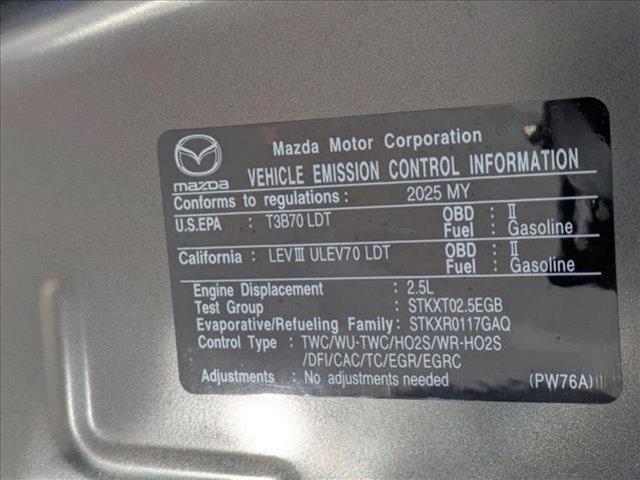 Mazda Motor Corporation
mazda
VEHICLE EMISSION CONTROL INFORMATION
Conforms to regulations : 2025 MY
U.S.EPA : T3B70 LDT OBD : II
Fuel : Gasoline
California : LEVIII ULEV70 LDT OBD : II
Fuel : Gasoline
Engine Displacement : 2.5L
Test Group : STKXT02.5EGB
Evaporative/Refueling Family: STKXR0117GAQ
Control Type : TWC/WU-TWC/HO2S/WR-HO2S
/DFI/CAC/TC/EGR/EGRC
Adjustments : No adjustments needed (PW76A)